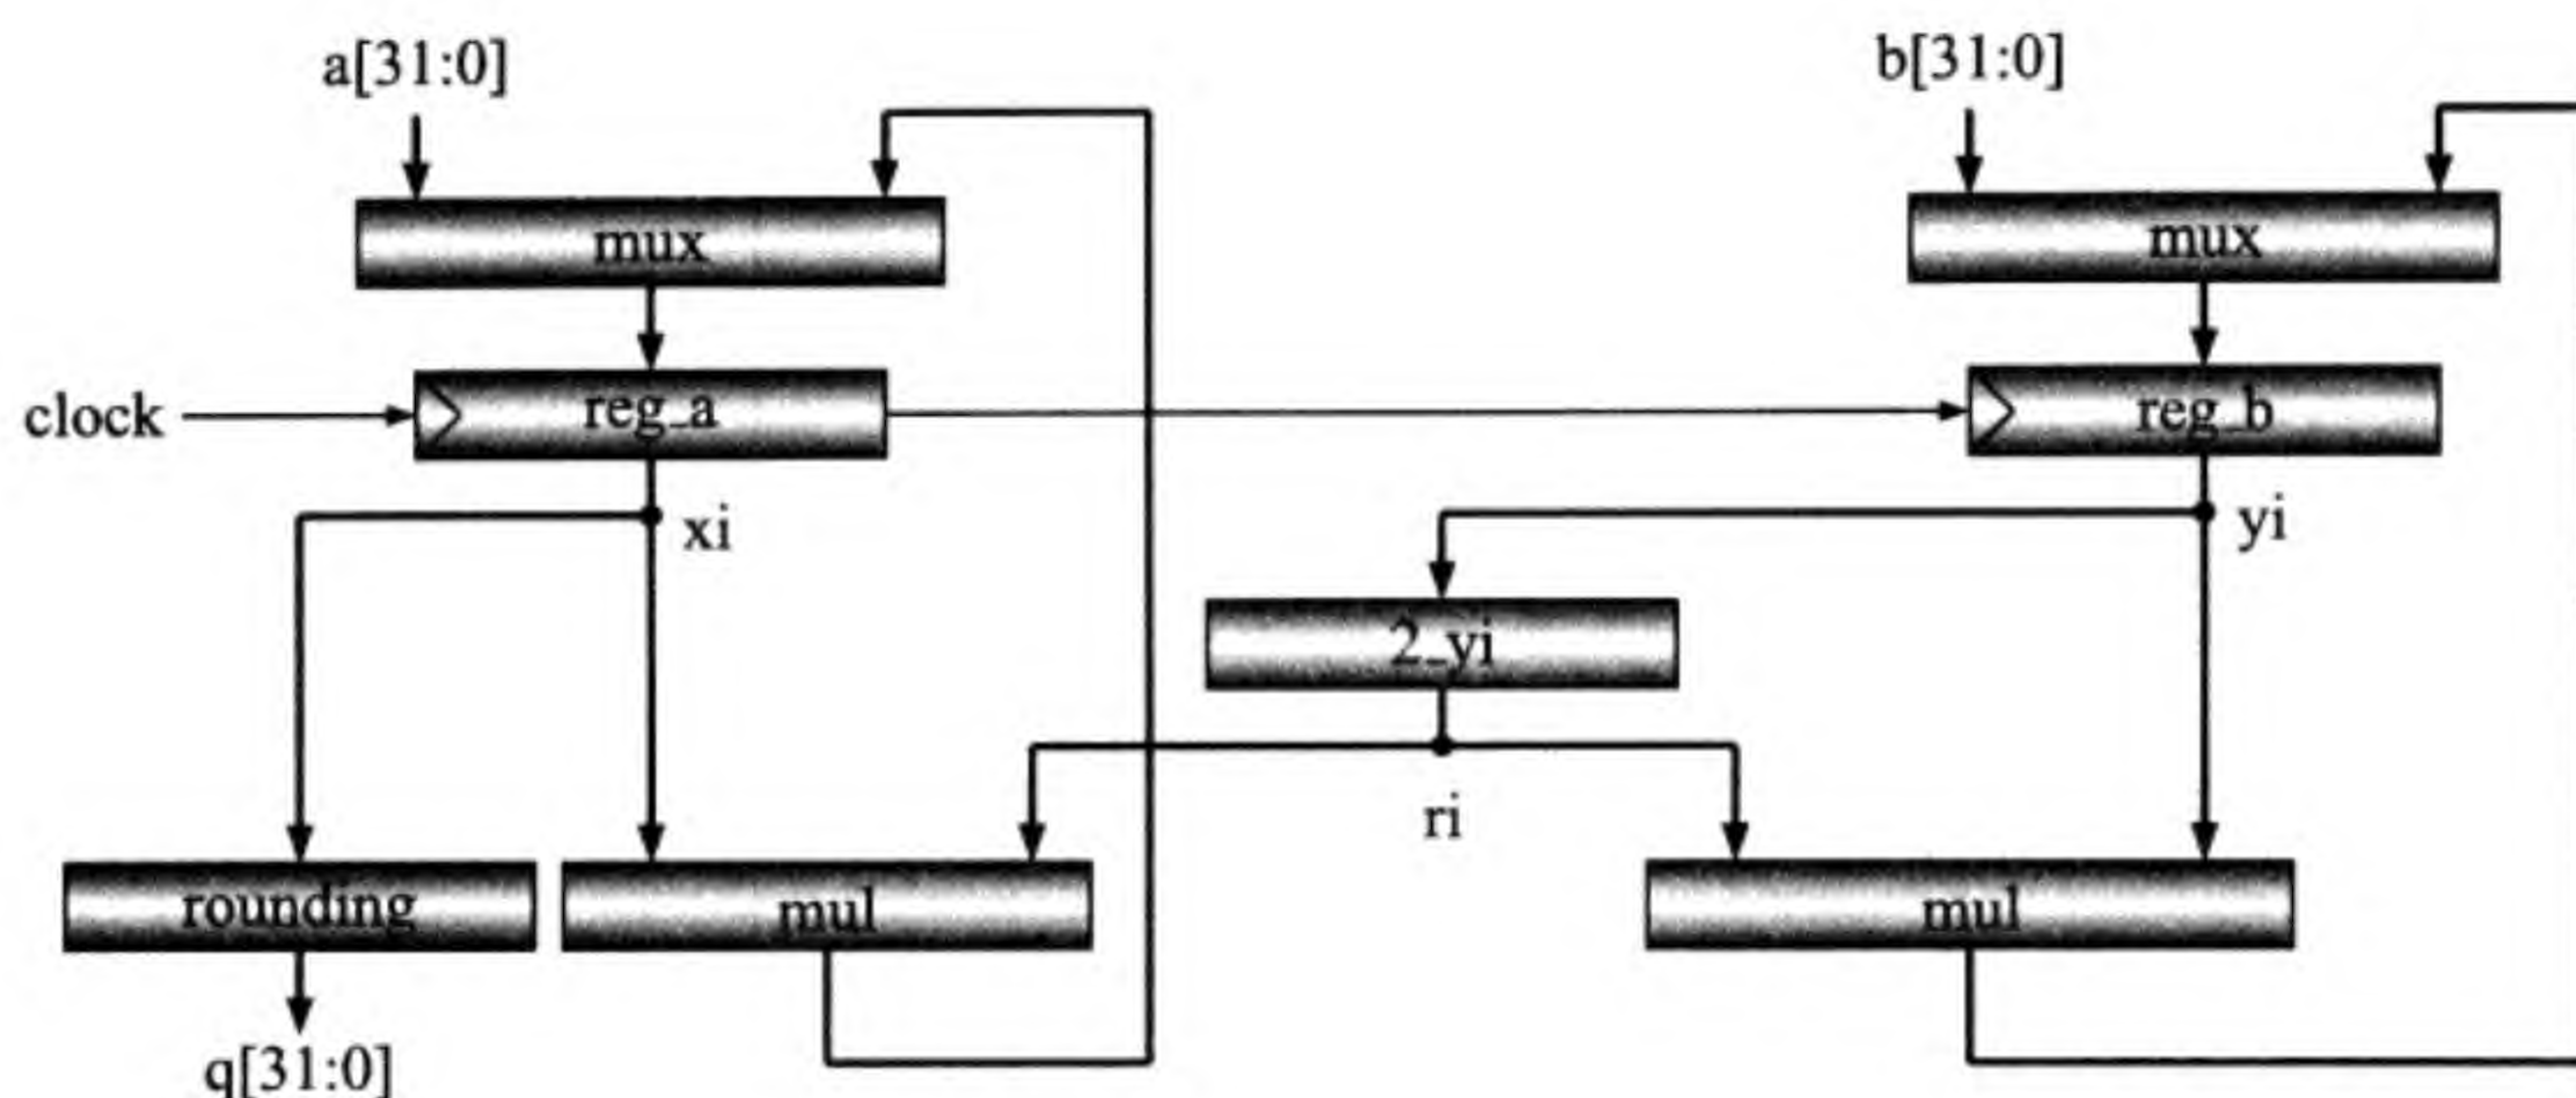 a[31:0]
b[31:0]
mux
mux
clock
reg_a
reg_b
xi
yi
2_yi
ri
rounding
mul
mul
q[31:0]